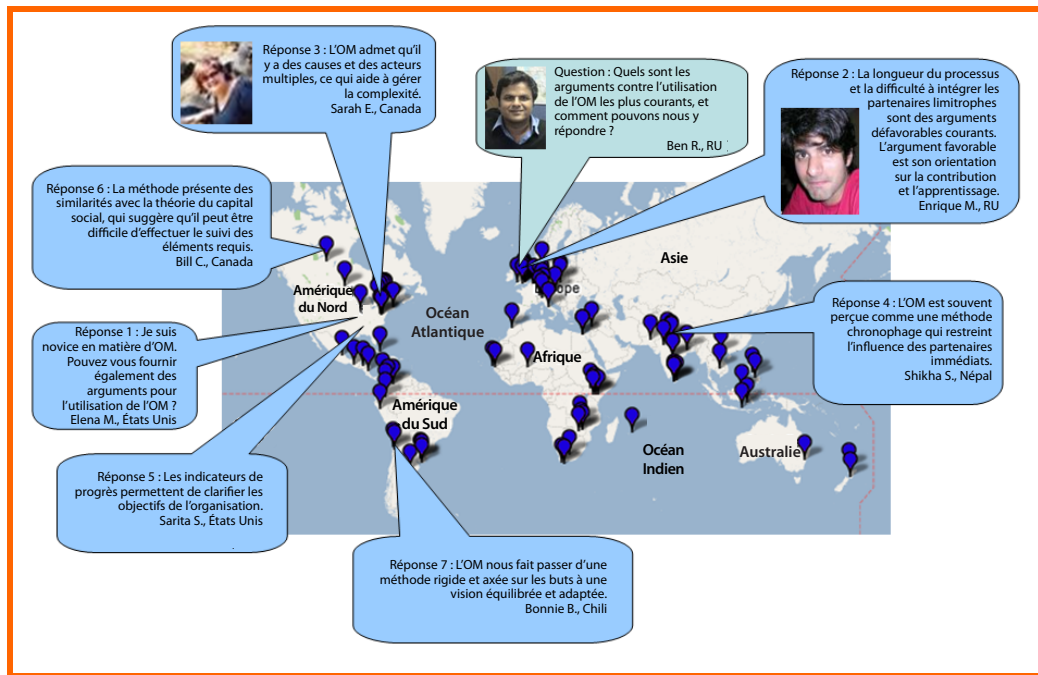 Réponse 3 : L'OM admet qu'il
y a des causes et des acteurs
multiples, ce qui aide à gérer
la complexité.
Sarah E., Canada
Question : Quels sont les
arguments contre l'utilisation
de l'OM les plus courants, et
comment pouvons nous y
répondre ?
Ben R., RU
Réponse 2 : La longueur du processus
et la difficulté à intégrer les
partenaires limitrophes
sont des arguments
défavorables courants.
L'argument favorable
est son orientation
sur la contribution
et l'apprentissage.
Enrique M., RU
Réponse 6 : La méthode présente des
similarités avec la théorie du capital
social, qui suggère qu'il peut être
difficile d'effectuer le suivi des
éléments requis.
Bill C., Canada
Réponse 1 : Je suis
novice en matière d'OM.
Pouvez vous fournir
également des
arguments pour
l'utilisation de l'OM ?
Elena M., États Unis
Réponse 4 : L'OM est souvent
perçue comme une méthode
chronophage qui restreint
l'influence des partenaires
immédiats.
Shikha S., Népal
Réponse 5 : Les indicateurs de
progrès permettent de clarifier les
objectifs de l'organisation.
Sarita S., États Unis
Réponse 7 : L'OM nous fait passer d'une
méthode rigide et axée sur les buts à une
vision équilibrée et adaptée.
Bonnie B., Chili
Amérique
du Nord
Océan
Atlantique
Europe
Asie
Afrique
Amérique
du Sud
Océan
Indien
Australie